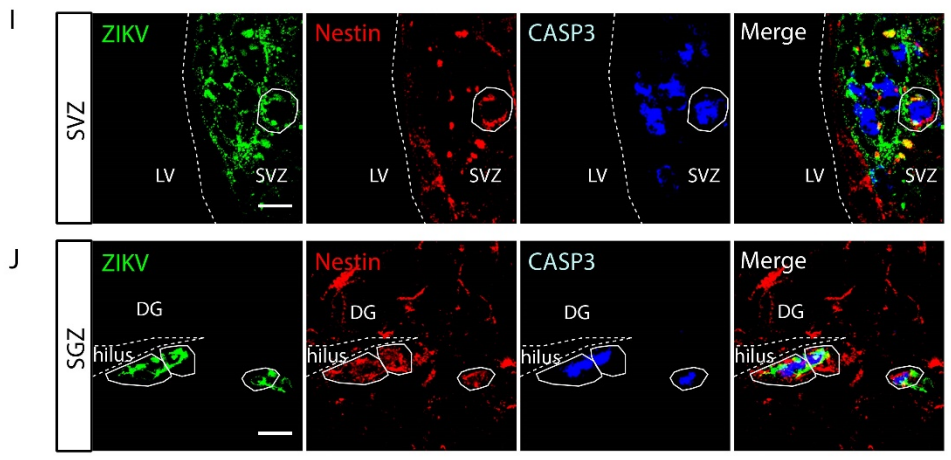 I
SVZ
ZIKV
Nestin
CASP3
Merge
LV
SVZ
LV
SVZ
LV
SVZ
LV
SVZ
J
SGZ
ZIKV
Nestin
CASP3
Merge
DG
hilus
DG
hilus
DG
hilus
DG
hilus